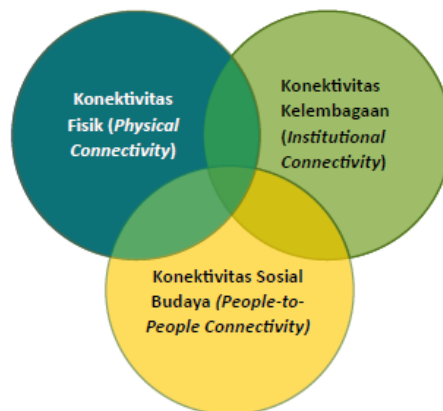 Konektivitas
Fisik (Physical
Connectivity)
Konektivitas
Kelembagaan
(Institutional
Connectivity)
Konektivitas Sosial
Budaya (People-to-
People Connectivity)